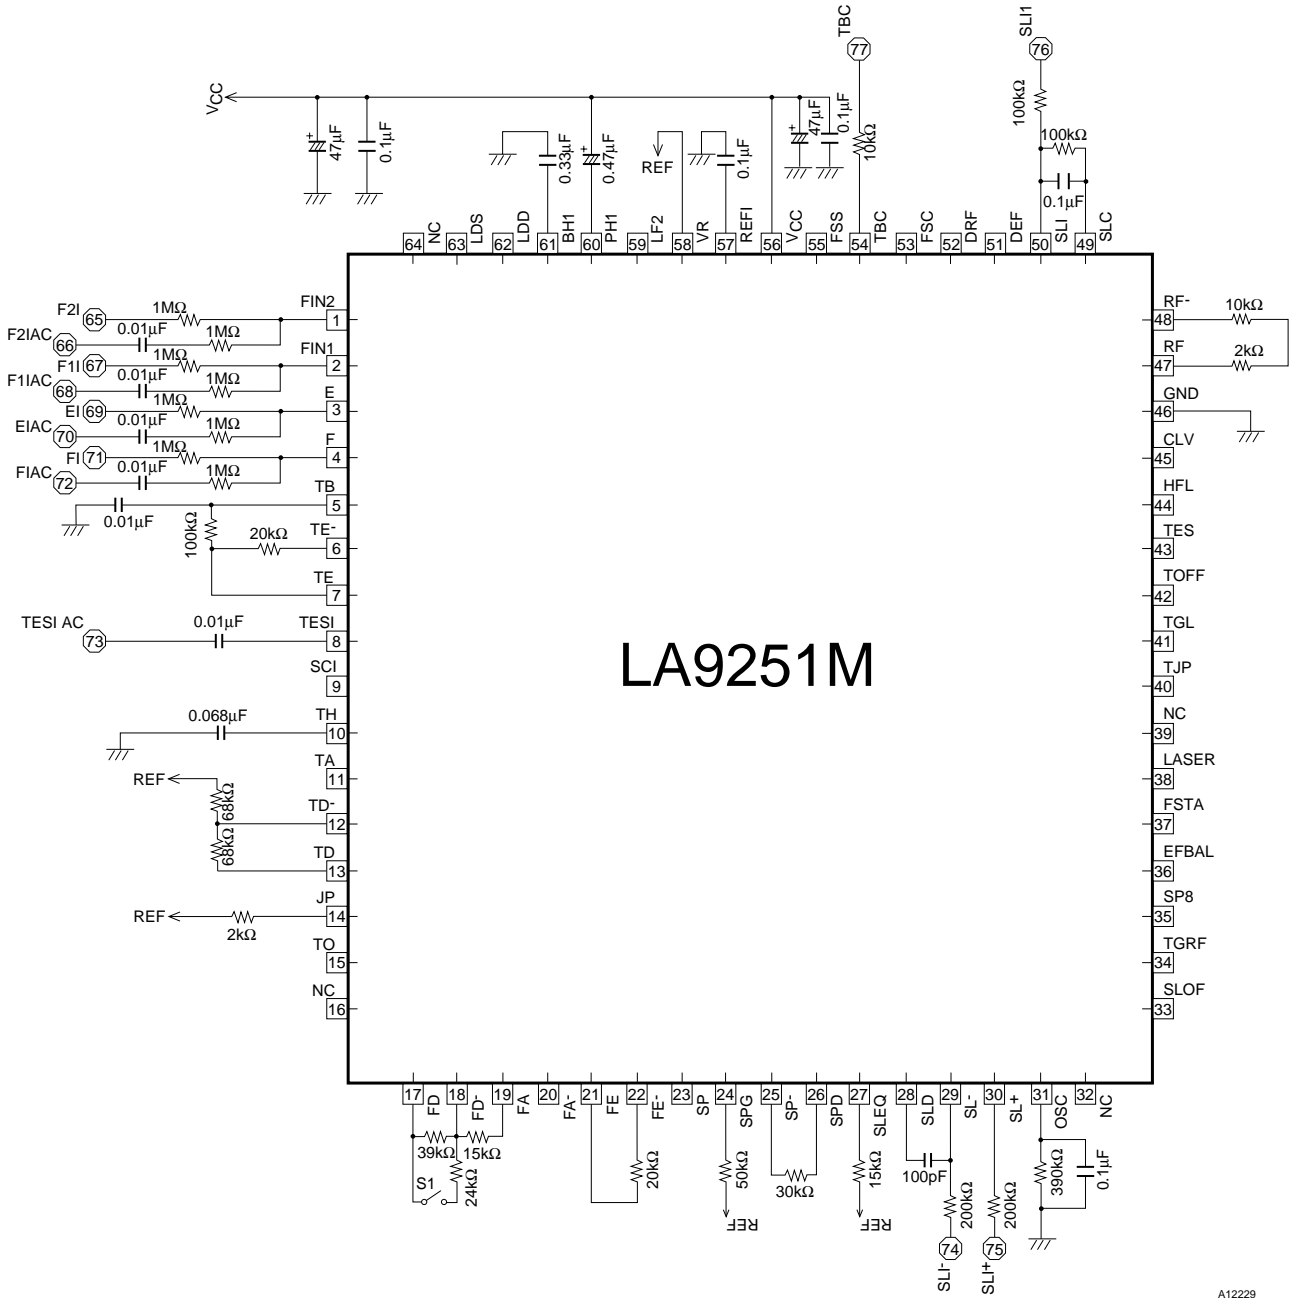 TBC
77
SLI1
76
VCC
+
47µF
0.1µF
0.33µF
+
0.47µF
REF
0.1µF
+
47µF
0.1µF
10kΩ
100kΩ
100kΩ
0.1µF
64
NC
63
LDS
62
LDD
61
BH1
60
PH1
59
LF2
58
VR
57
REFI
56
VCC
55
FSS
54
TBC
53
FSC
52
DRF
51
DEF
50
SLI
49
SLC
F2I
65
1MΩ
FIN2
1
F2IAC
66
0.01µF
1MΩ
F1I
67
1MΩ
FIN1
2
F1IAC
68
0.01µF
1MΩ
EI
69
1MΩ
E
3
EIAC
70
0.01µF
1MΩ
FI
71
1MΩ
F
4
FIAC
72
0.01µF
1MΩ
TB
5
0.01µF
100kΩ
20kΩ
TE-
6
TE
7
TESI AC
73
0.01µF
TESI
8
SCI
9
0.068µF
TH
10
REF
TA
11
68kΩ
TD-
12
68kΩ
TD
13
REF
2kΩ
JP
14
TO
15
NC
16
LA9251M
RF-
48
10kΩ
RF
47
2kΩ
GND
46
CLV
45
HFL
44
TES
43
TOFF
42
TGL
41
TJP
40
NC
39
LASER
38
FSTA
37
EFBAL
36
SP8
35
TGRF
34
SLOF
33
17
FD
18
FD-
19
FA
20
FA-
21
FE
22
FE-
23
SP
24
SPG
25
SP-
26
SPD
27
SLEQ
28
SLD
29
SL-
30
SL+
31
OSC
32
NC
39kΩ
15kΩ
24kΩ
S1
20kΩ
50kΩ
REF
30kΩ
15kΩ
REF
100pF
200kΩ
74
SLI-
200kΩ
75
SLI+
390kΩ
0.1µF
A12229